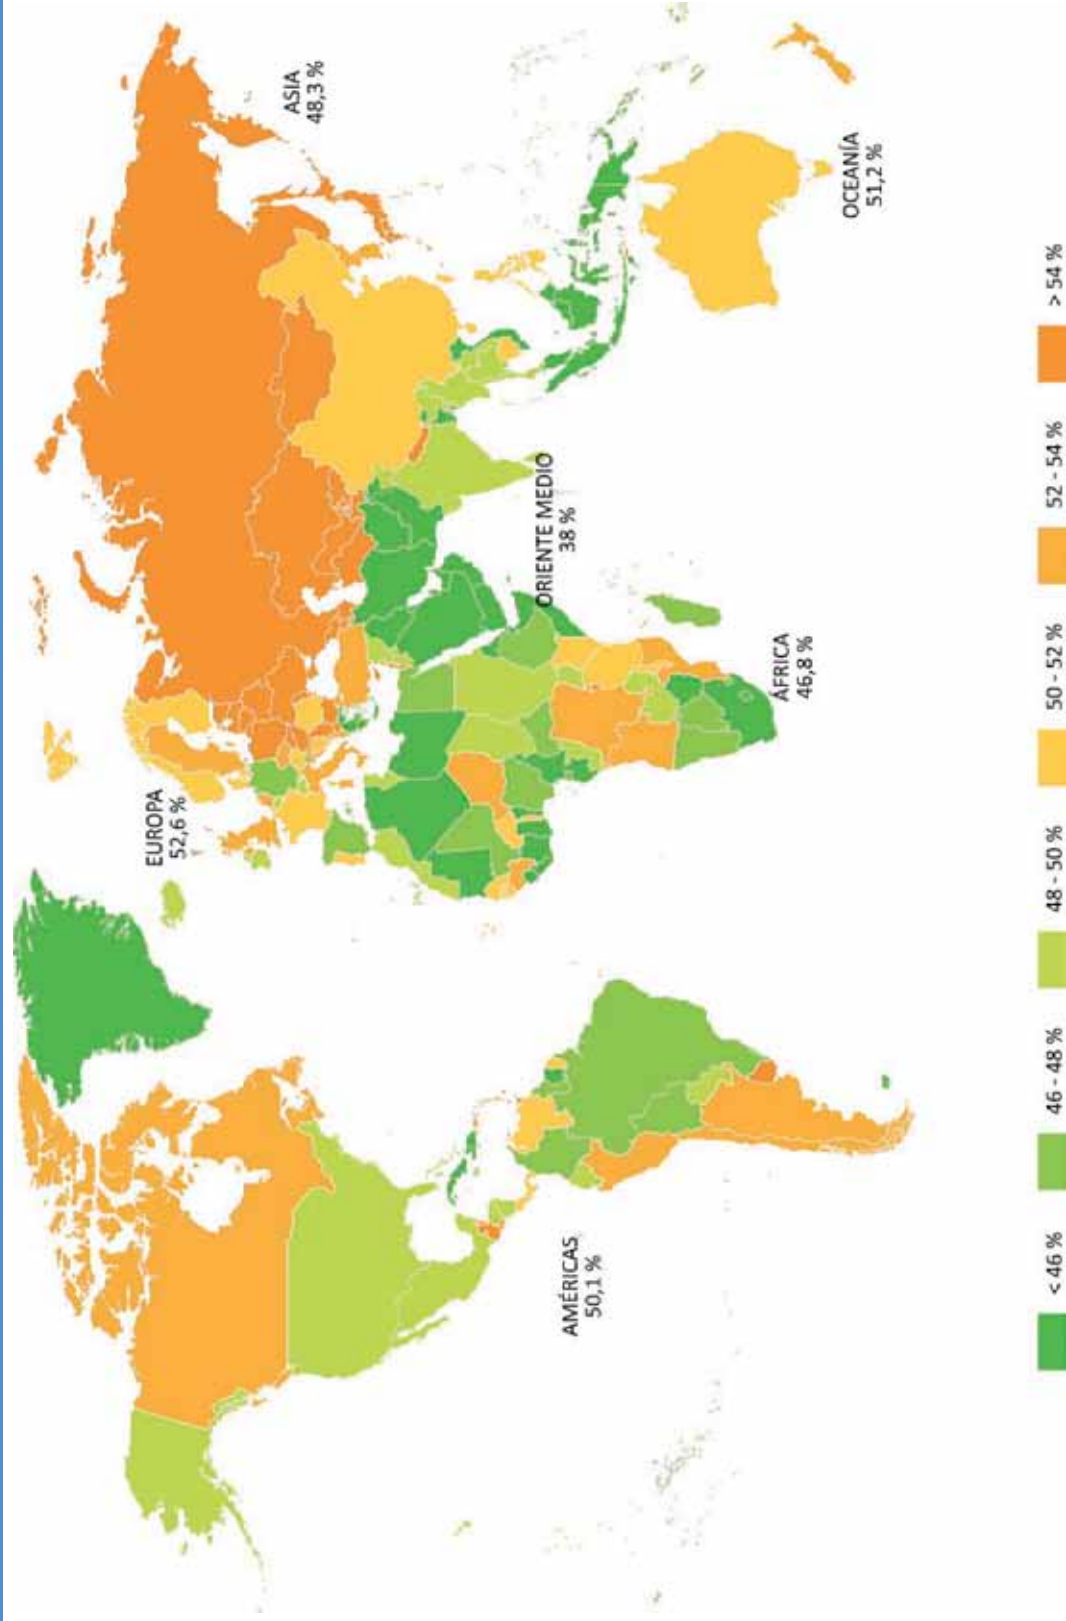 EUROPA
52,6 %
ASIA
48,3 %
ORIENTE MEDIO
38 %
AMÉRICAS
50,1 %
ÁFRICA
46,8 %
OCEANÍA
51,2 %
< 46 %
46 - 48 %
48 - 50 %
50 - 52 %
52 - 54 %
> 54 %